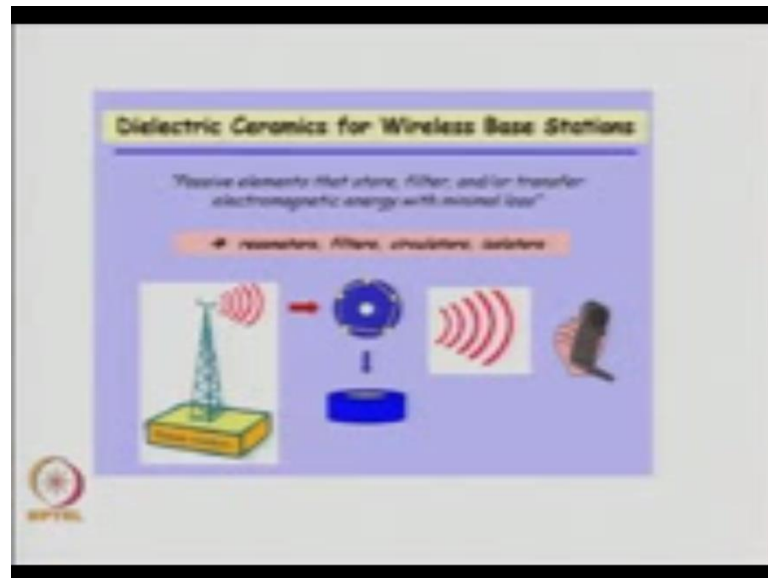 Dielectric Ceramics for Wireless Base Stations
"Passive elements that store, filter, and/or transfer
electromagnetic energy with minimal loss"
→ resonators, filters, circulators, isolators
NPTEL